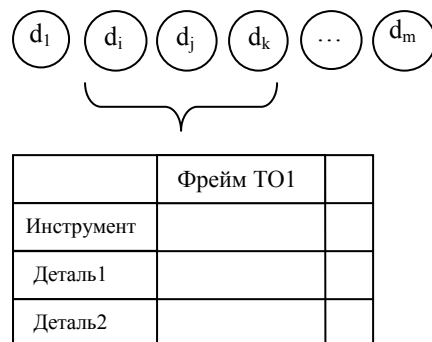 d₁ dᵢ dⱼ dₖ … dₘ
Фрейм ТО1
Инструмент
Деталь1
Деталь2